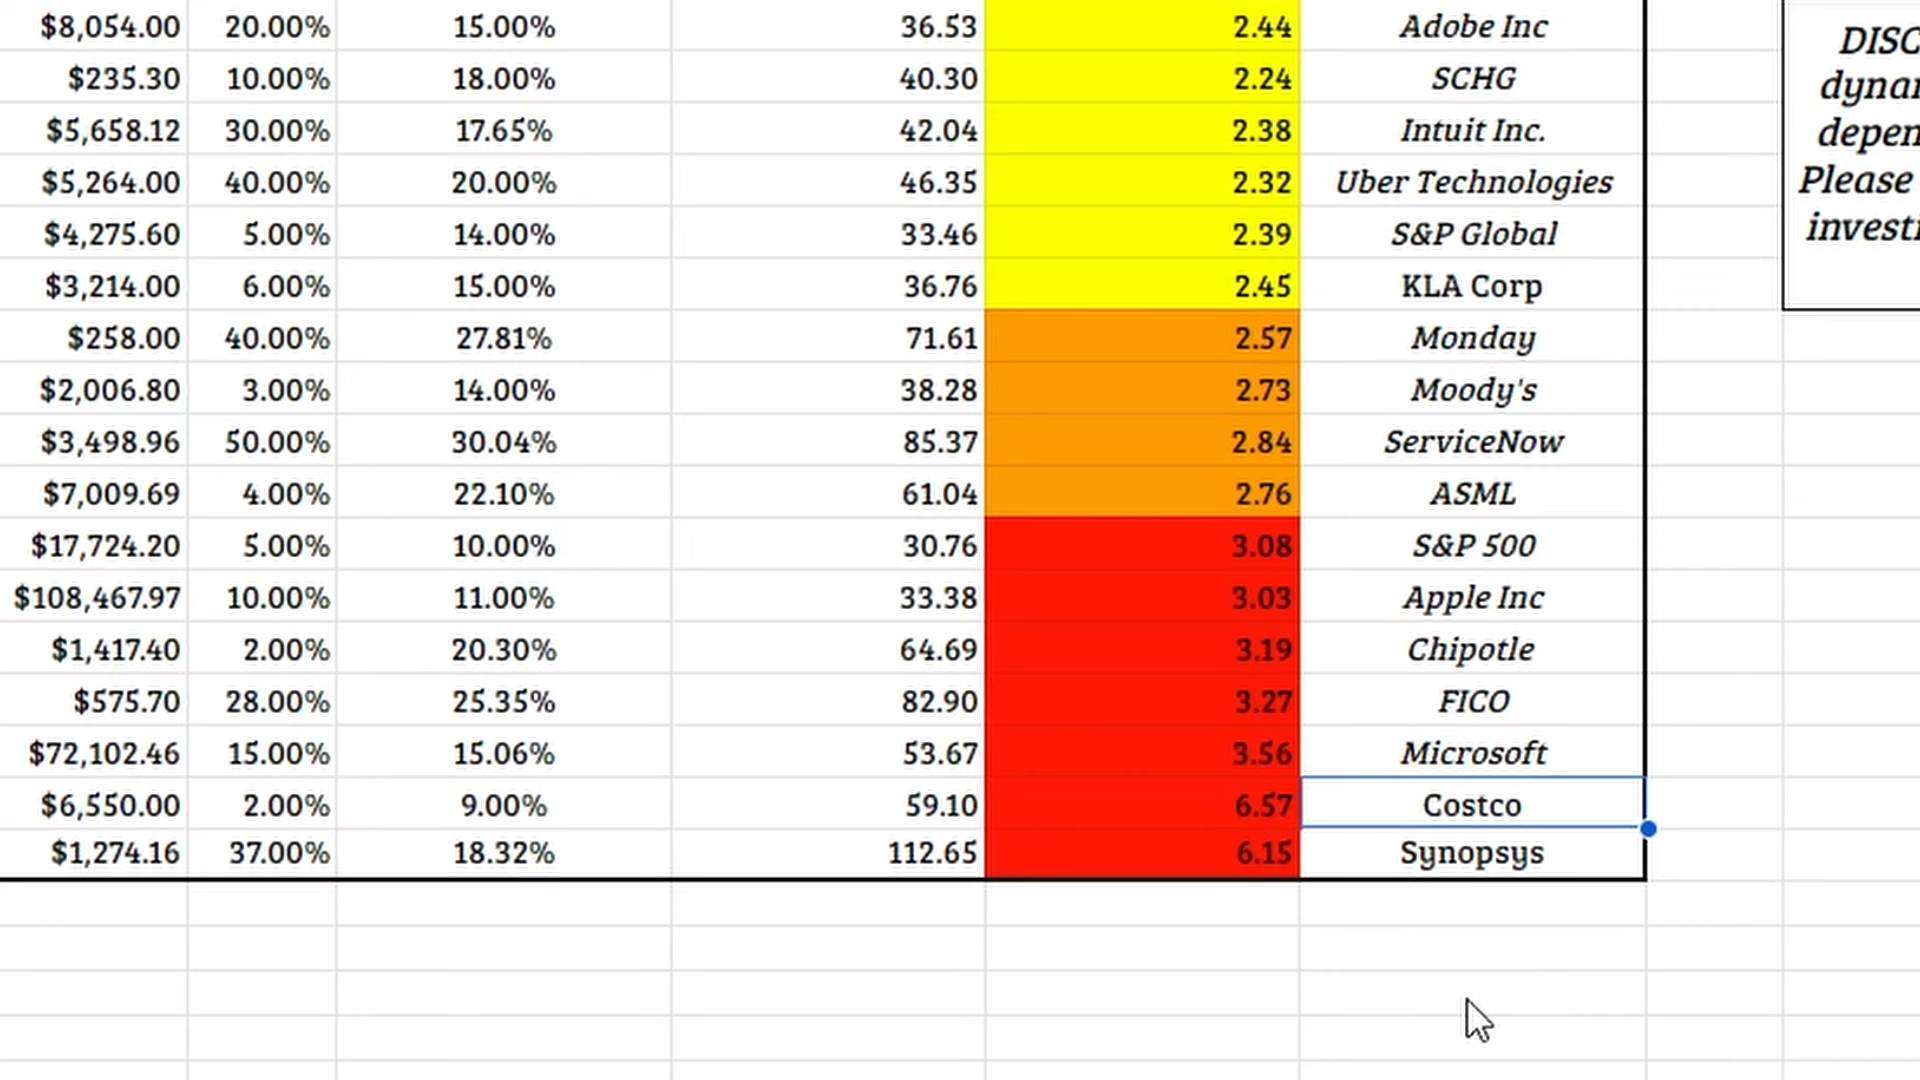 $8,054.00 20.00% 15.00% 36.53 2.44 Adobe Inc
$235.30 10.00% 18.00% 40.30 2.24 SCHG
$5,658.12 30.00% 17.65% 42.04 2.38 Intuit Inc.
$5,264.00 40.00% 20.00% 46.35 2.32 Uber Technologies
$4,275.60 5.00% 14.00% 33.46 2.39 S&P Global
$3,214.00 6.00% 15.00% 36.76 2.45 KLA Corp
$258.00 40.00% 27.81% 71.61 2.57 Monday
$2,006.80 3.00% 14.00% 38.28 2.73 Moody's
$3,498.96 50.00% 30.04% 85.37 2.84 ServiceNow
$7,009.69 4.00% 22.10% 61.04 2.76 ASML
$17,724.20 5.00% 10.00% 30.76 3.08 S&P 500
$108,467.97 10.00% 11.00% 33.38 3.03 Apple Inc
$1,417.40 2.00% 20.30% 64.69 3.19 Chipotle
$575.70 28.00% 25.35% 82.90 3.27 FICO
$72,102.46 15.00% 15.06% 53.67 3.56 Microsoft
$6,550.00 2.00% 9.00% 59.10 6.57 Costco
$1,274.16 37.00% 18.32% 112.65 6.15 Synopsys
DISC
dynam
depen
Please
invest